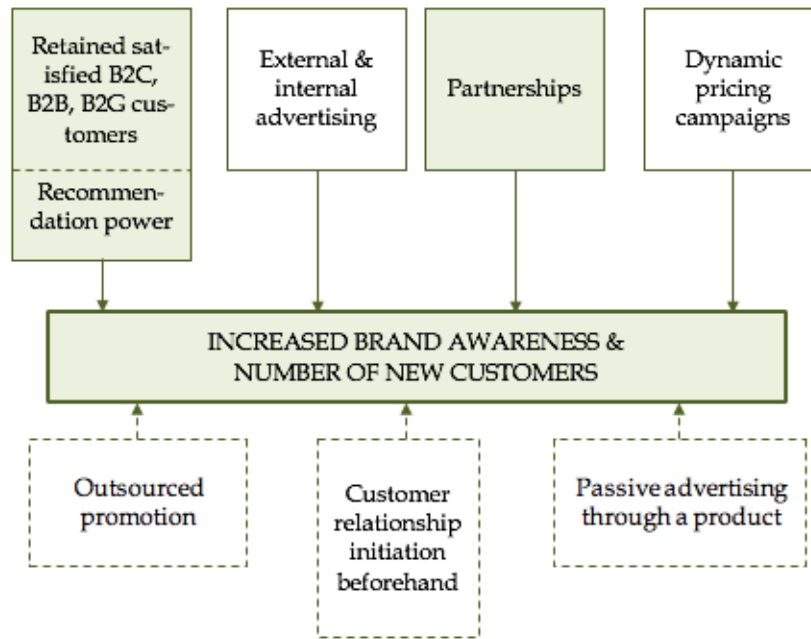 Retained sat-
isfied B2C,
B2B, B2G cus-
tomers
Recommen-
dation power
External &
internal
advertising
Partnerships
Dynamic
pricing
campaigns
INCREASED BRAND AWARENESS &
NUMBER OF NEW CUSTOMERS
Outsourced
promotion
Customer
relationship
initiation
beforehand
Passive advertising
through a product